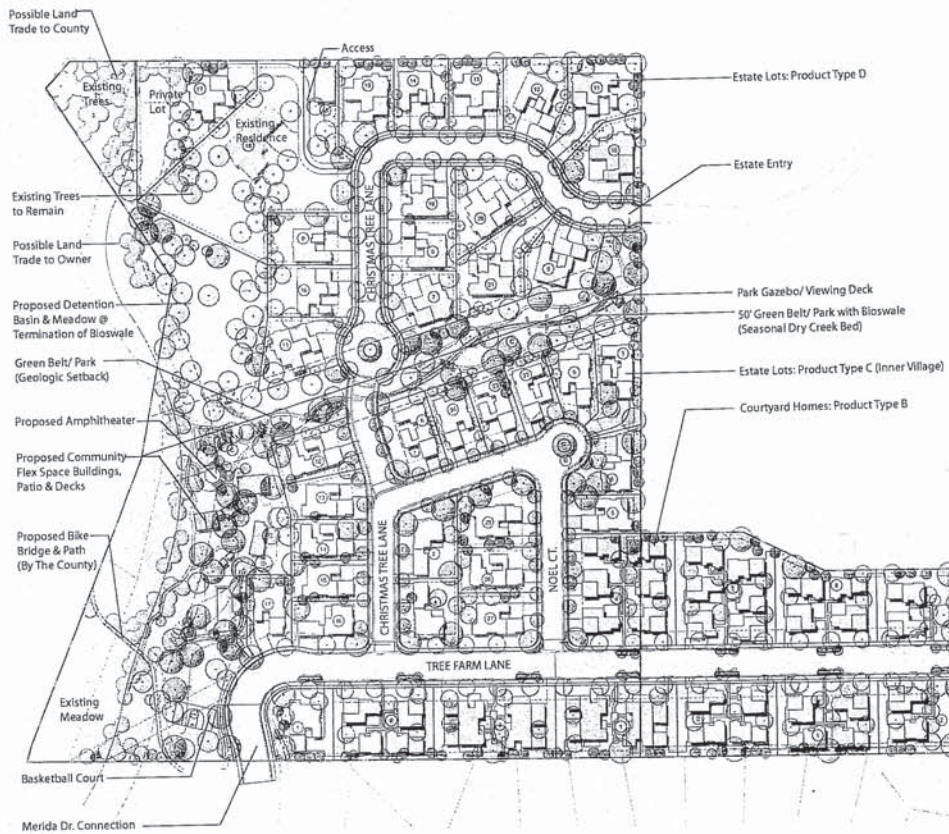 Possible Land
Trade to County
Access
Estate Lots: Product Type D
Existing
Trees
Private
Lot
Existing
Residence
Estate Entry
Existing Trees
to Remain
CHRISTMAS TREE LANE
Possible Land
Trade to Owner
Park Gazebo/ Viewing Deck
Proposed Detention
Basin & Meadow @
Termination of Bioswale
50' Green Belt/ Park with Bioswale
(Seasonal Dry Creek Bed)
Green Belt/ Park
(Geologic Setback)
Estate Lots: Product Type C (Inner Village)
Courtyard Homes: Product Type B
Proposed Amphitheater
Proposed Community
Flex Space Buildings,
Patio & Decks
Proposed Bike
Bridge & Path
(By The County)
CHRISTMAS TREE LANE
NOEL CT.
TREE FARM LANE
Existing
Meadow
Basketball Court
Merida Dr. Connection